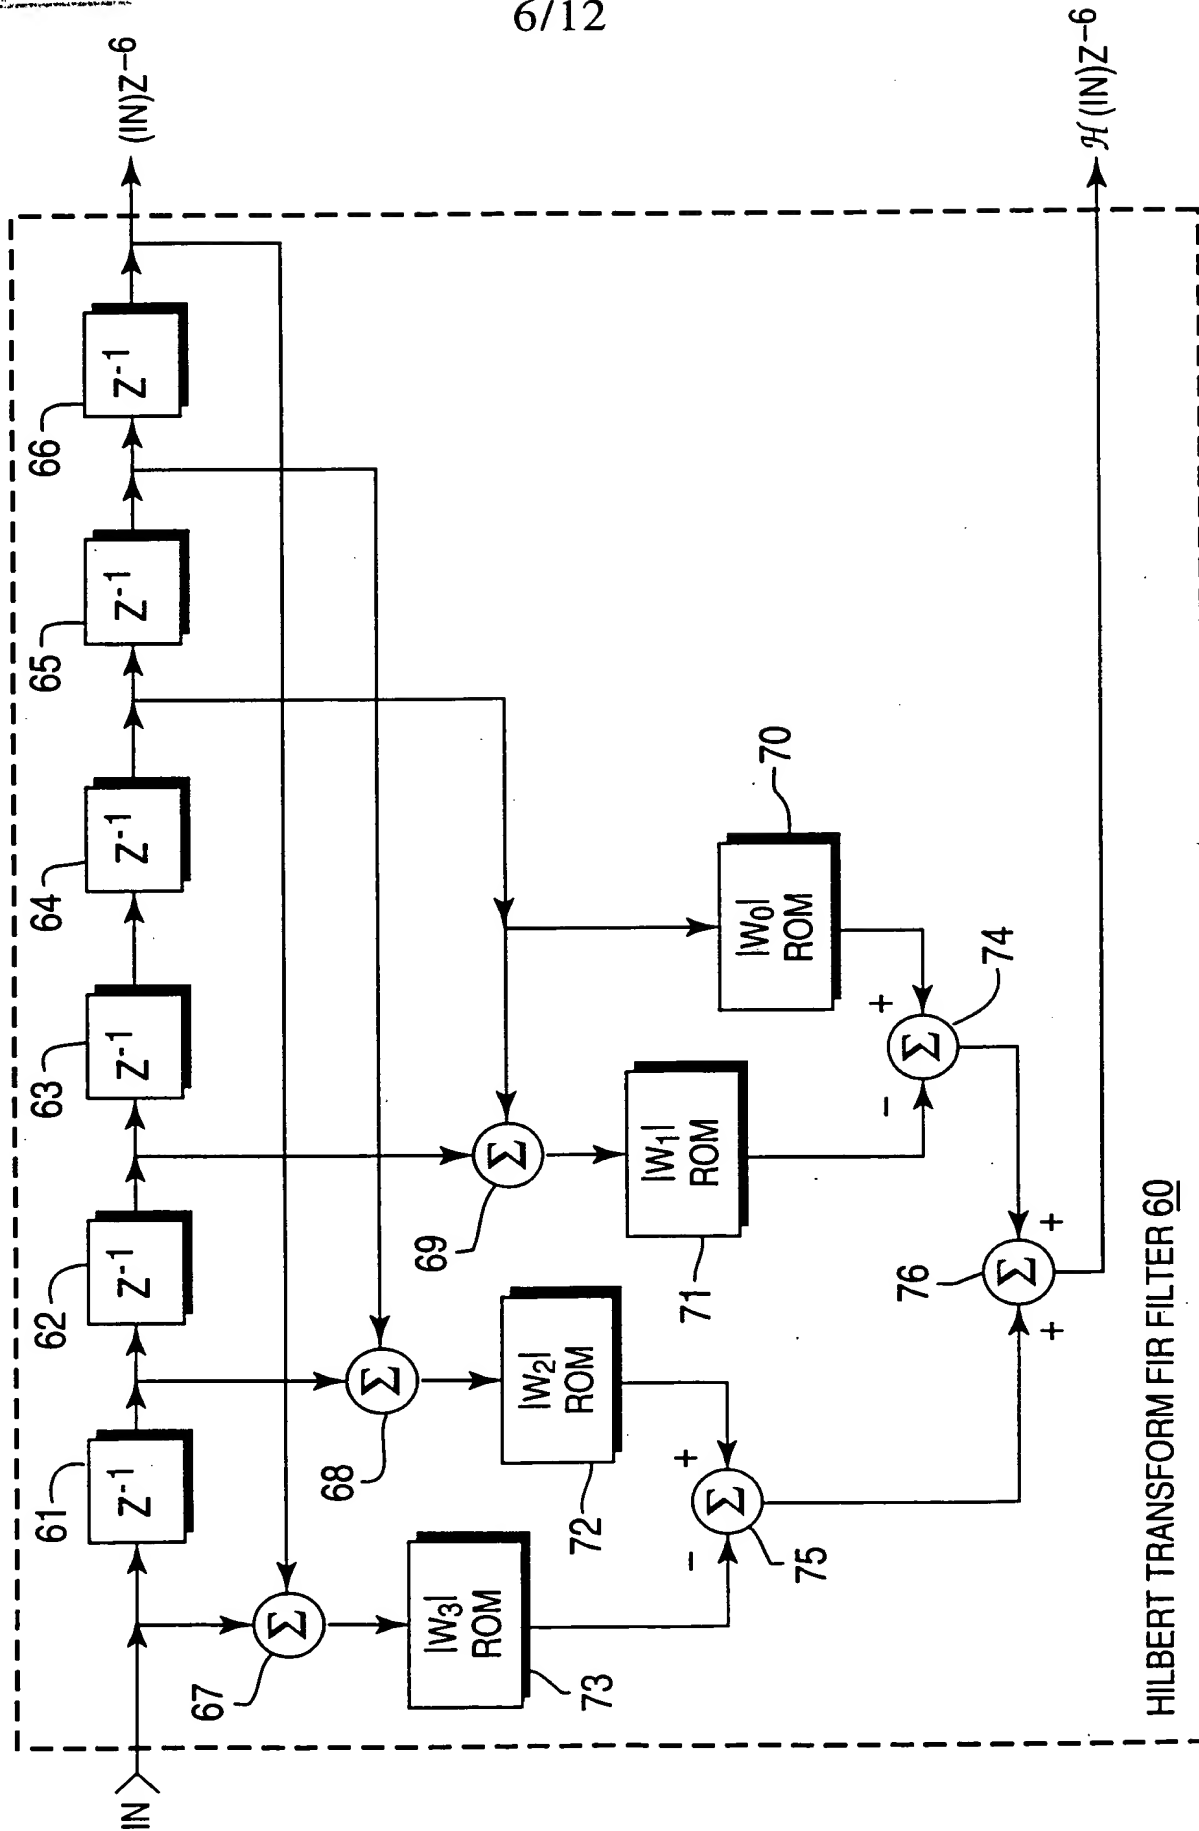 6/12
IN
61
Z-1
62
Z-1
63
Z-1
64
Z-1
65
Z-1
66
Z-1
(IN)Z-6
67
Σ
68
Σ
69
Σ
|W3|
ROM
73
|W2|
ROM
72
|W1|
ROM
71
|W0|
ROM
70
-
+
Σ
75
-
+
Σ
74
+
+
Σ
76
ℋ(IN)Z-6
HILBERT TRANSFORM FIR FILTER 60